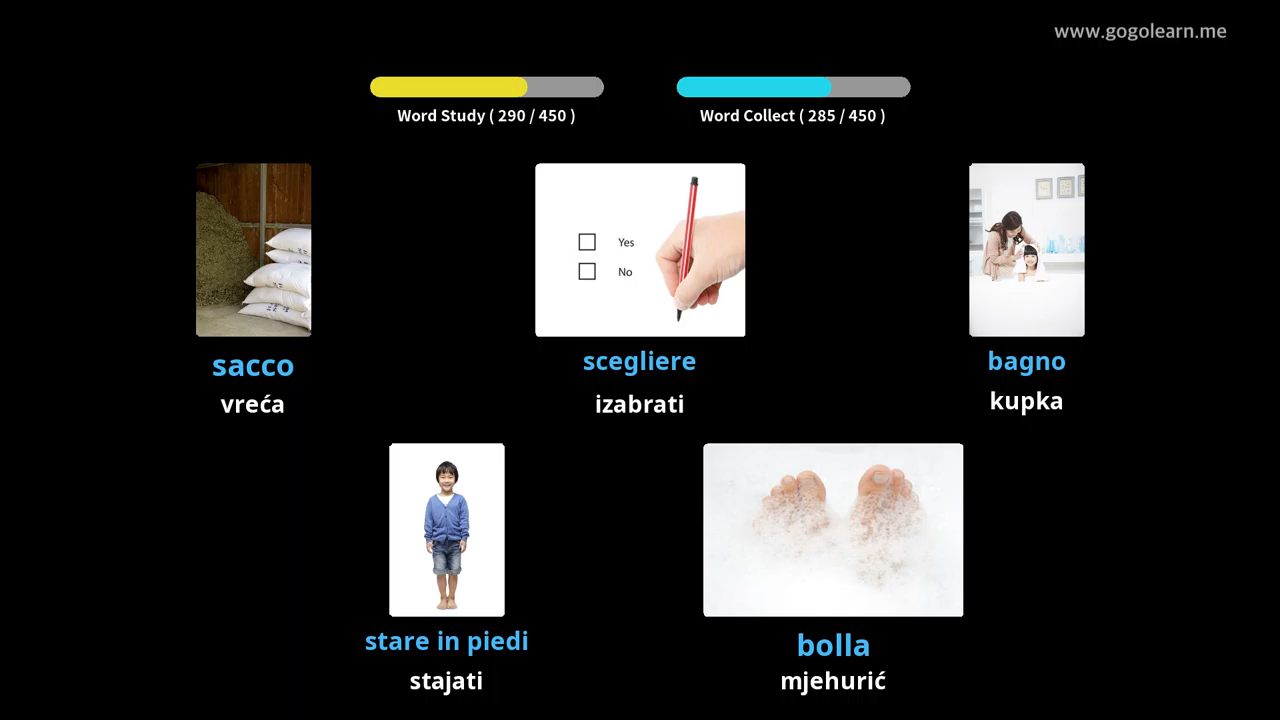 www.gogolearn.me
Word Study ( 290 / 450 )
Word Collect ( 285 / 450 )
Yes
No
sacco
vreća
scegliere
izabrati
bagno
kupka
stare in piedi
stajati
bolla
mjehurić